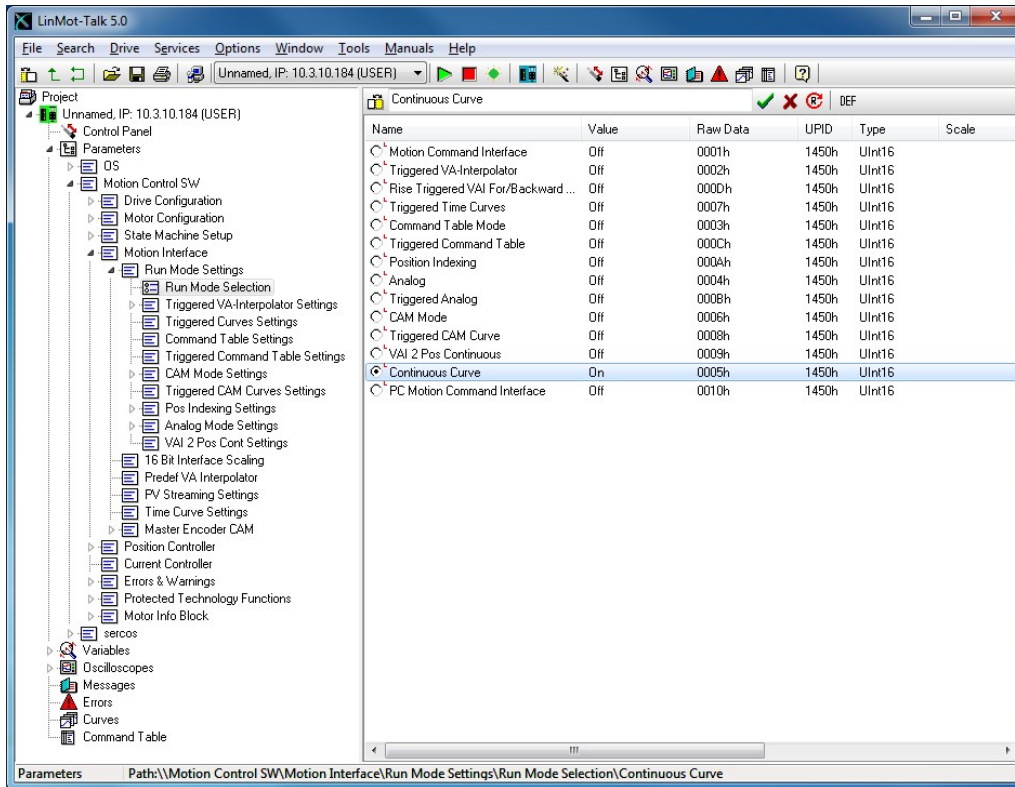 LinMot-Talk 5.0
File Search Drive Services Options Window Tools Manuals Help
Unnamed, IP: 10.3.10.184 (USER)
Project
Unnamed, IP: 10.3.10.184 (USER)
Control Panel
Parameters
OS
Motion Control SW
Drive Configuration
Motor Configuration
State Machine Setup
Motion Interface
Run Mode Settings
Run Mode Selection
Triggered VA-Interpolator Settings
Triggered Curves Settings
Command Table Settings
Triggered Command Table Settings
CAM Mode Settings
Triggered CAM Curves Settings
Pos Indexing Settings
Analog Mode Settings
VAI 2 Pos Cont Settings
16 Bit Interface Scaling
Predef VA Interpolator
PV Streaming Settings
Time Curve Settings
Master Encoder CAM
Position Controller
Current Controller
Errors & Warnings
Protected Technology Functions
Motor Info Block
sercos
Variables
Oscilloscopes
Messages
Errors
Curves
Command Table
Continuous Curve DEF
Name Value Raw Data UPID Type Scale
Motion Command Interface Off 0001h 1450h UInt16
Triggered VA-Interpolator Off 0002h 1450h UInt16
Rise Triggered VAI For/Backward ... Off 000Dh 1450h UInt16
Triggered Time Curves Off 0007h 1450h UInt16
Command Table Mode Off 0003h 1450h UInt16
Triggered Command Table Off 000Ch 1450h UInt16
Position Indexing Off 000Ah 1450h UInt16
Analog Off 0004h 1450h UInt16
Triggered Analog Off 000Bh 1450h UInt16
CAM Mode Off 0006h 1450h UInt16
Triggered CAM Curve Off 0008h 1450h UInt16
VAI 2 Pos Continuous Off 0009h 1450h UInt16
Continuous Curve On 0005h 1450h UInt16
PC Motion Command Interface Off 0010h 1450h UInt16
Parameters Path:\\Motion Control SW\Motion Interface\Run Mode Settings\Run Mode Selection\Continuous Curve